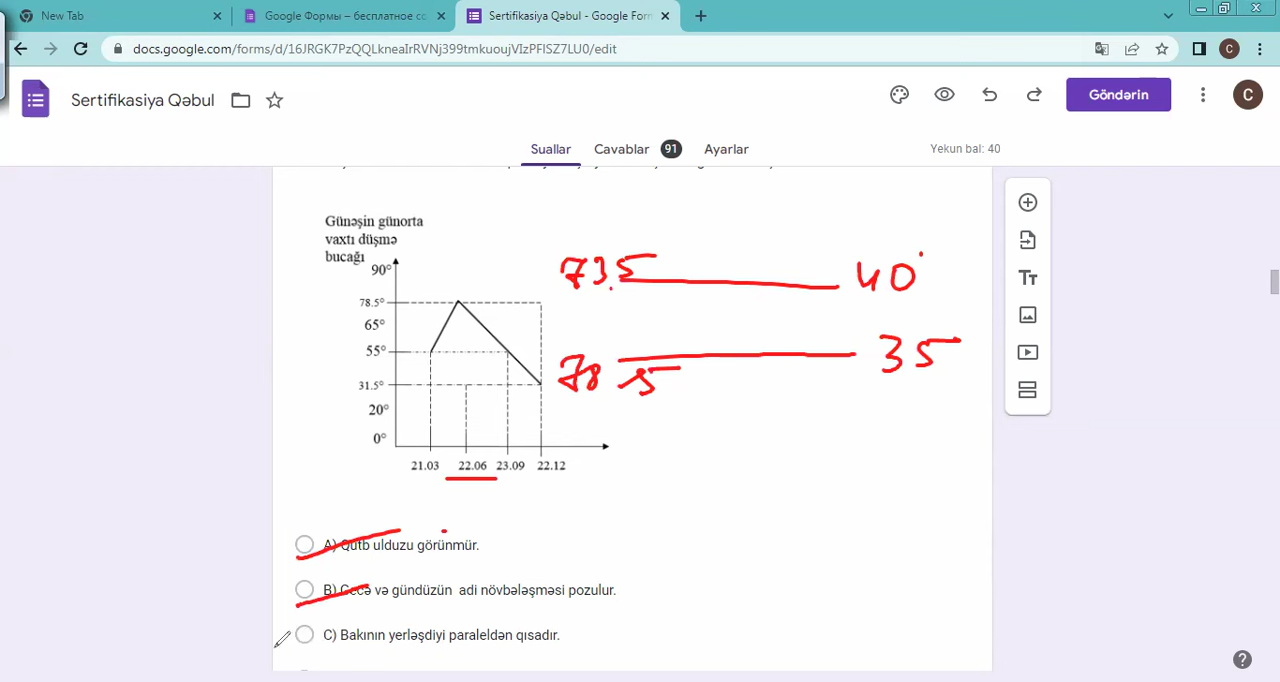 New Tab
Google Формы – бесплатное со
Sertifikasiya Qəbul - Google Forn
docs.google.com/forms/d/16JRGK7PzQQLkneaIrRVNj399tmkuoujVIzPFISZ7LU0/edit
C
Sertifikasiya Qəbul
Göndərin
C
Suallar
Cavablar 91
Ayarlar
Yekun bal: 40
Günəşin günorta
vaxtı düşmə
bucağı
90°
78.5°
65°
55°
31.5°
20°
0°
21.03 22.06 23.09 22.12
73.5 40°
78 5 35
A) Qütb ulduzu görünmür.
B) Gecə və gündüzün adi növbələşməsi pozulur.
C) Bakının yerləşdiyi paraleldən qısadır.